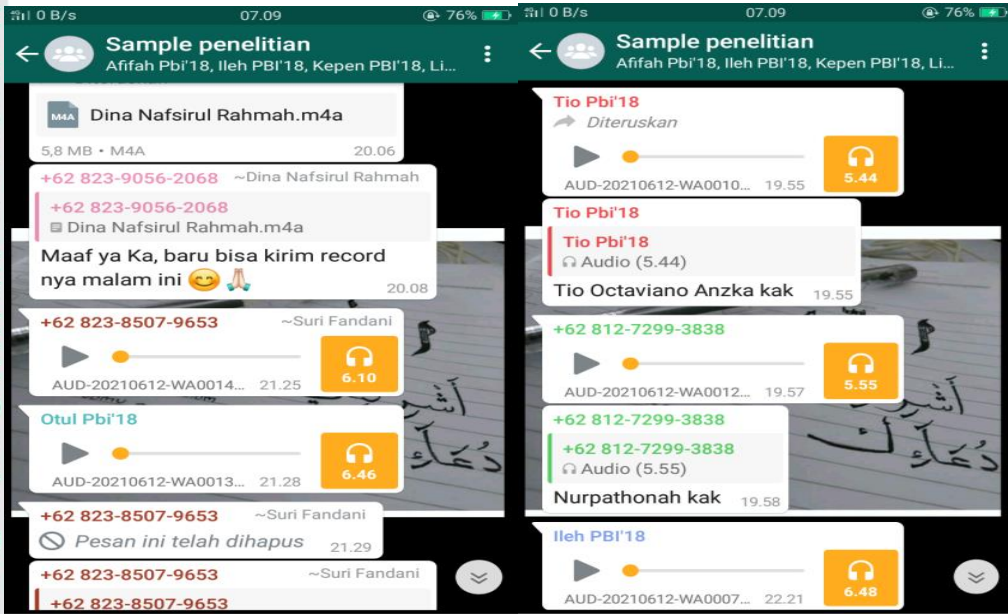 0 B/s
07.09
76%
Sample penelitian
Afifah Pbi'18, Ileh PBI'18, Kepen PBI'18, Li...
M4A
Dina Nafsirul Rahmah.m4a
5,8 MB • M4A
20.06
+62 823-9056-2068 ~Dina Nafsirul Rahmah
+62 823-9056-2068
Dina Nafsirul Rahmah.m4a
Maaf ya Ka, baru bisa kirim record
nya malam ini
20.08
+62 823-8507-9653 ~Suri Fandani
6.10
AUD-20210612-WA0014... 21.25
Otul Pbi'18
6.46
AUD-20210612-WA0013... 21.28
+62 823-8507-9653 ~Suri Fandani
Pesan ini telah dihapus 21.29
+62 823-8507-9653 ~Suri Fandani
+62 823-8507-9653
0 B/s
07.09
76%
Sample penelitian
Afifah Pbi'18, Ileh PBI'18, Kepen PBI'18, Li...
Tio Pbi'18
Diteruskan
5.44
AUD-20210612-WA0010... 19.55
Tio Pbi'18
Tio Pbi'18
Audio (5.44)
Tio Octaviano Anzka kak 19.55
+62 812-7299-3838
5.55
AUD-20210612-WA0012... 19.57
+62 812-7299-3838
+62 812-7299-3838
Audio (5.55)
Nurpathonah kak 19.58
Ileh PBI'18
6.48
AUD-20210612-WA0007... 22.21